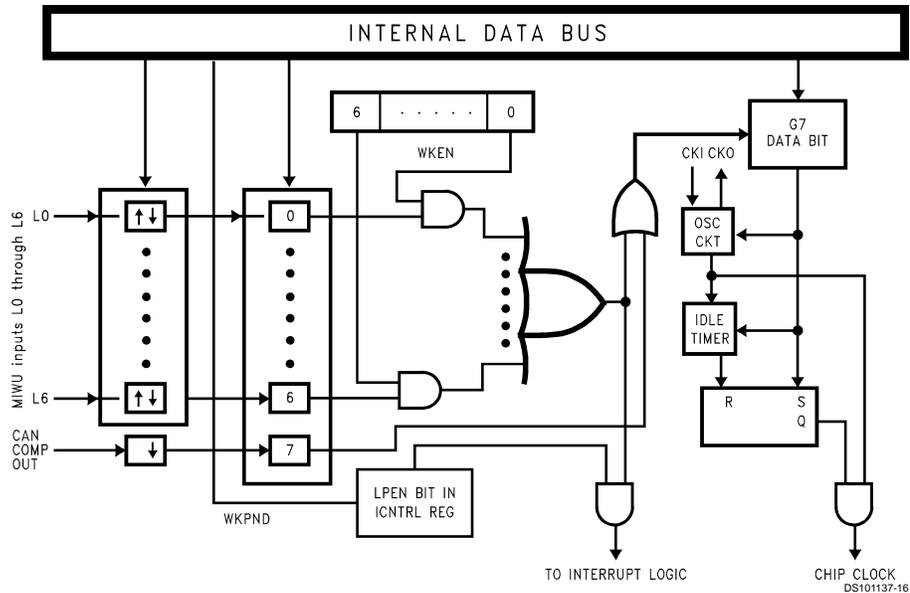 INTERNAL DATA BUS
6 . . . . . 0
WKEN
G7
DATA BIT
CKI CKO
MIWU inputs L0 through L6
L0
↑↓
0
OSC
CKT
IDLE
TIMER
L6
↑↓
6
R S
Q
CAN
COMP
OUT
↓
7
LPEN BIT IN
ICNTRL REG
WKPND
TO INTERRUPT LOGIC
CHIP CLOCK
DS101137-16